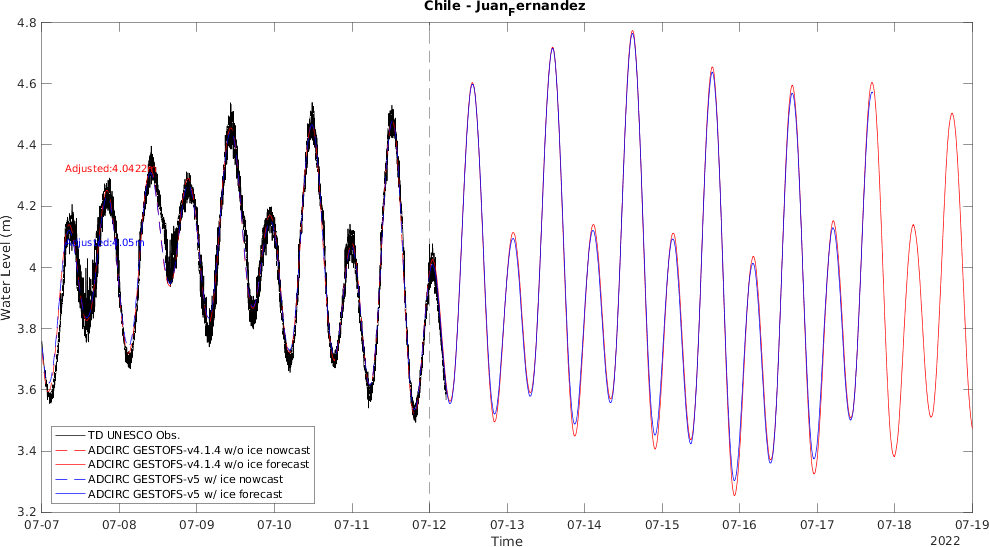 Chile - JuanFernandez
4.8
4.6
4.4
4.2
4
3.8
3.6
3.4
3.2
Water Level (m)
Adjusted:4.0422m
Adjusted:4.05m
TD UNESCO Obs.
ADCIRC GESTOFS-v4.1.4 w/o ice nowcast
ADCIRC GESTOFS-v4.1.4 w/o ice forecast
ADCIRC GESTOFS-v5 w/ ice nowcast
ADCIRC GESTOFS-v5 w/ ice forecast
07-07 07-08 07-09 07-10 07-11 07-12 07-13 07-14 07-15 07-16 07-17 07-18 07-19
Time
2022